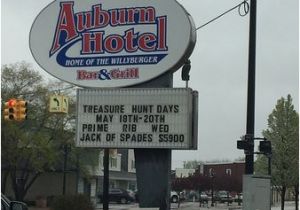 Auburn
Hotel
HOME OF THE WILLYBURGER
Bar & Grill
TREASURE HUNT DAYS
MAY 18TH-20TH
PRIME RIB WED
JACK OF SPADES $5900